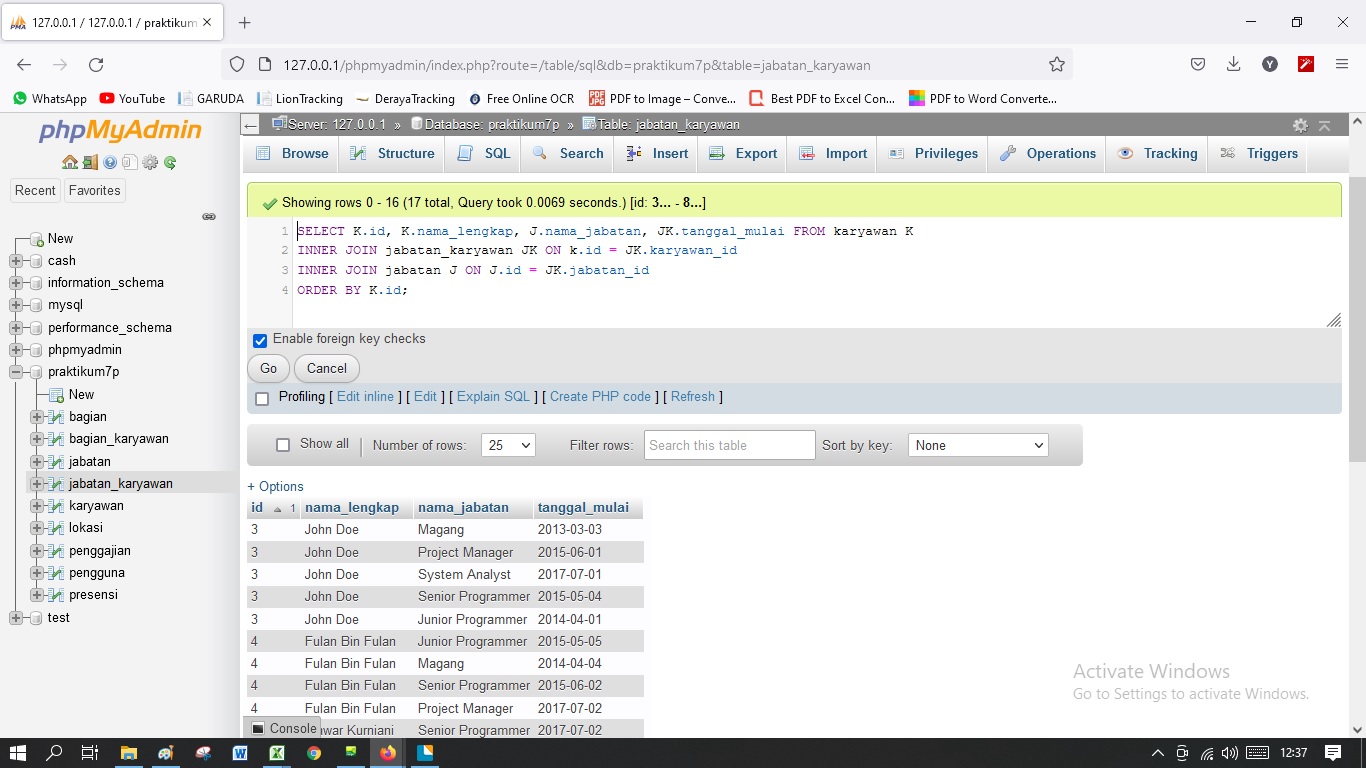 127.0.0.1 / 127.0.0.1 / praktikum
127.0.0.1/phpmyadmin/index.php?route=/table/sql&db=praktikum7p&table=jabatan_karyawan
WhatsApp YouTube GARUDA LionTracking DerayaTracking Free Online OCR PDF to Image – Conve... Best PDF to Excel Con... PDF to Word Converte...
phpMyAdmin
Recent Favorites
New
cash
information_schema
mysql
performance_schema
phpmyadmin
praktikum7p
New
bagian
bagian_karyawan
jabatan
jabatan_karyawan
karyawan
lokasi
penggajian
pengguna
presensi
test
Server: 127.0.0.1 » Database: praktikum7p » Table: jabatan_karyawan
Browse Structure SQL Search Insert Export Import Privileges Operations Tracking Triggers
Showing rows 0 - 16 (17 total, Query took 0.0069 seconds.) [id: 3... - 8...]
1 SELECT K.id, K.nama_lengkap, J.nama_jabatan, JK.tanggal_mulai FROM karyawan K
2 INNER JOIN jabatan_karyawan JK ON k.id = JK.karyawan_id
3 INNER JOIN jabatan J ON J.id = JK.jabatan_id
4 ORDER BY K.id;
Enable foreign key checks
Go Cancel
Profiling [ Edit inline ] [ Edit ] [ Explain SQL ] [ Create PHP code ] [ Refresh ]
Show all Number of rows: 25 Filter rows: Search this table Sort by key: None
+ Options
id 1 nama_lengkap nama_jabatan tanggal_mulai
3 John Doe Magang 2013-03-03
3 John Doe Project Manager 2015-06-01
3 John Doe System Analyst 2017-07-01
3 John Doe Senior Programmer 2015-05-04
3 John Doe Junior Programmer 2014-04-01
4 Fulan Bin Fulan Junior Programmer 2015-05-05
4 Fulan Bin Fulan Magang 2014-04-04
4 Fulan Bin Fulan Senior Programmer 2015-06-02
4 Fulan Bin Fulan Project Manager 2017-07-02
Kurniani Senior Programmer 2017-07-02
Console
Activate Windows
Go to Settings to activate Windows.
12:37